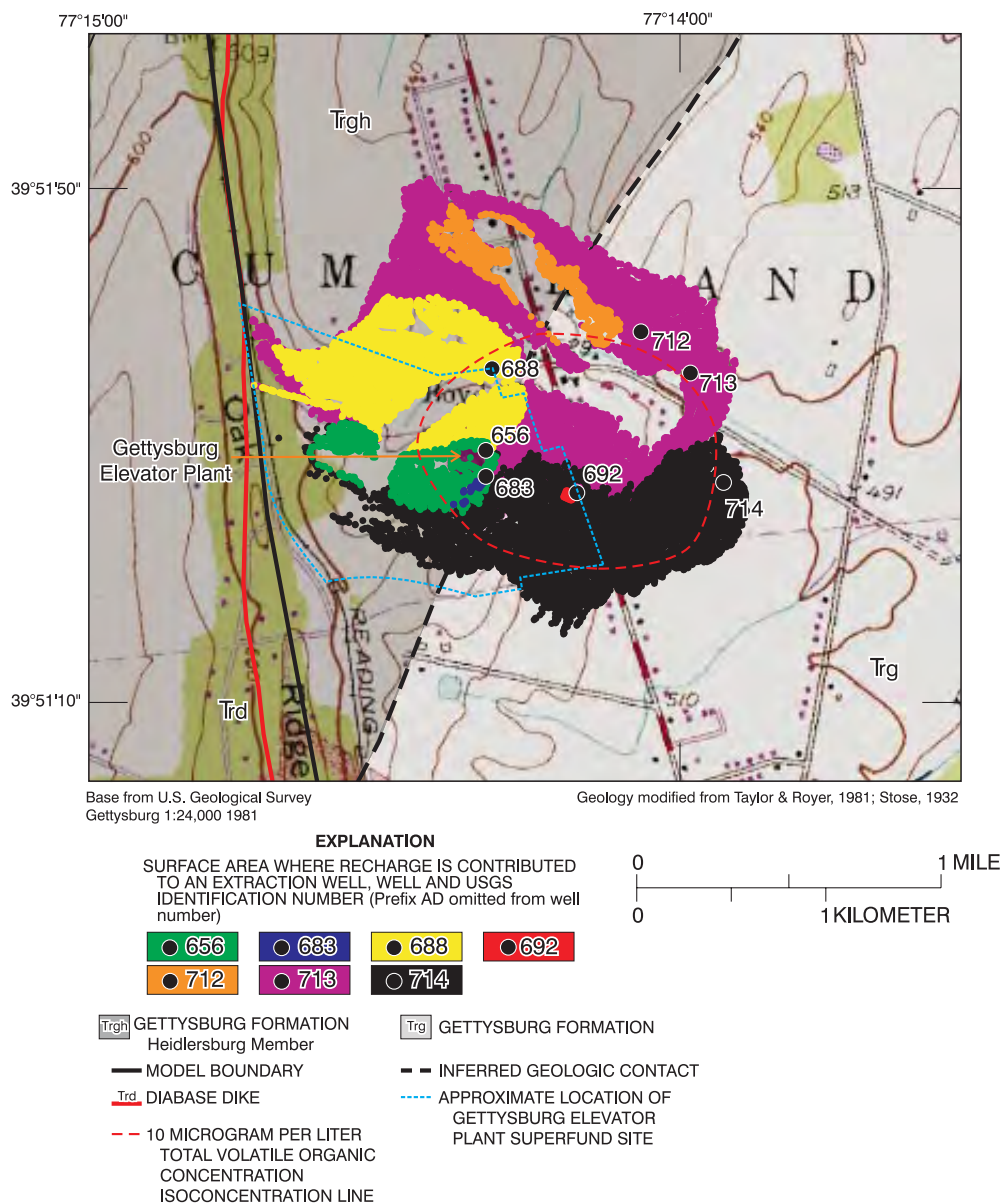 77°15'00"
77°14'00"
609
Trgh
600
540
39°51'50"
513
C U M
A N D
712
713
688
Boyd
Oak
656
Gettysburg
Elevator Plant
692
683
714
491
READING
Trg
39°51'10"
510
Trd
Ridge
Base from U.S. Geological Survey
Gettysburg 1:24,000 1981
Geology modified from Taylor & Royer, 1981; Stose, 1932
EXPLANATION
SURFACE AREA WHERE RECHARGE IS CONTRIBUTED
TO AN EXTRACTION WELL, WELL AND USGS
IDENTIFICATION NUMBER (Prefix AD omitted from well
number)
0 1 MILE
0 1 KILOMETER
656 683 688 692
712 713 714
Trgh GETTYSBURG FORMATION
Heidlersburg Member
Trg GETTYSBURG FORMATION
MODEL BOUNDARY
INFERRED GEOLOGIC CONTACT
Trd DIABASE DIKE
APPROXIMATE LOCATION OF
GETTYSBURG ELEVATOR
PLANT SUPERFUND SITE
10 MICROGRAM PER LITER
TOTAL VOLATILE ORGANIC
CONCENTRATION
ISOCONCENTRATION LINE